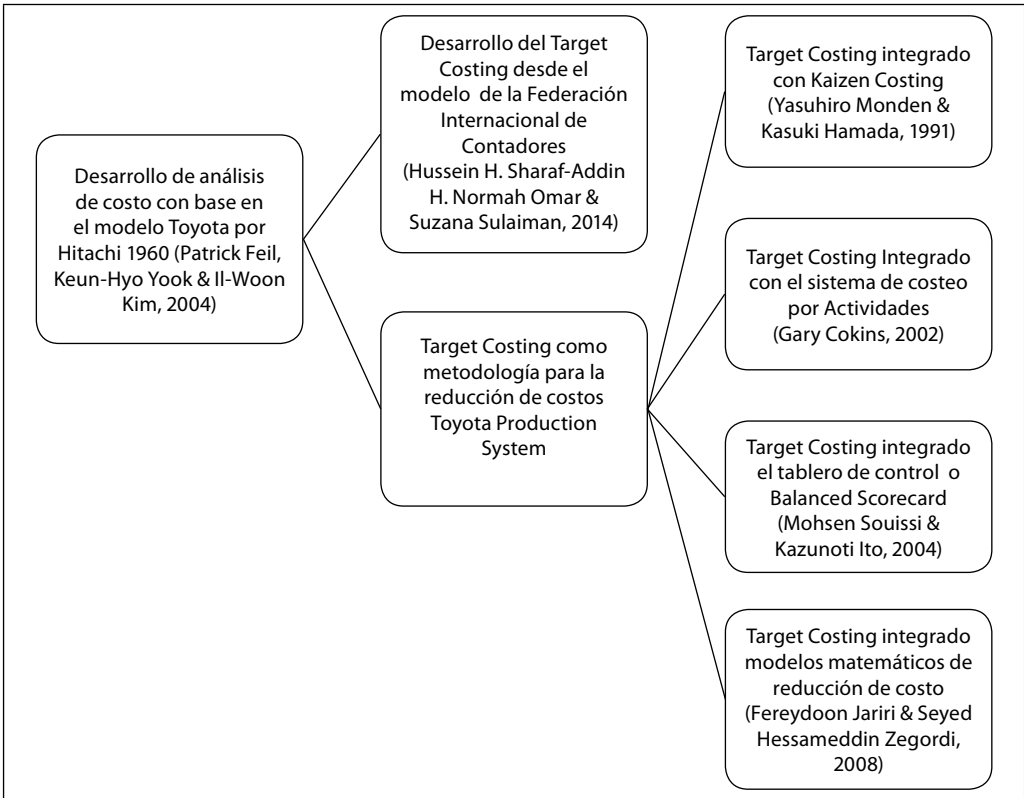 Desarrollo de análisis
de costo con base en
el modelo Toyota por
Hitachi 1960 (Patrick Feil,
Keun-Hyo Yook & Il-Woon
Kim, 2004)
Desarrollo del Target
Costing desde el
modelo de la Federación
Internacional de
Contadores
(Hussein H. Sharaf-Addin
H. Normah Omar &
Suzana Sulaiman, 2014)
Target Costing como
metodología para la
reducción de costos
Toyota Production
System
Target Costing integrado
con Kaizen Costing
(Yasuhiro Monden &
Kasuki Hamada, 1991)
Target Costing Integrado
con el sistema de costeo
por Actividades
(Gary Cokins, 2002)
Target Costing integrado
el tablero de control o
Balanced Scorecard
(Mohsen Souissi &
Kazunoti Ito, 2004)
Target Costing integrado
modelos matemáticos de
reducción de costo
(Fereydoon Jariri & Seyed
Hessameddin Zegordi,
2008)